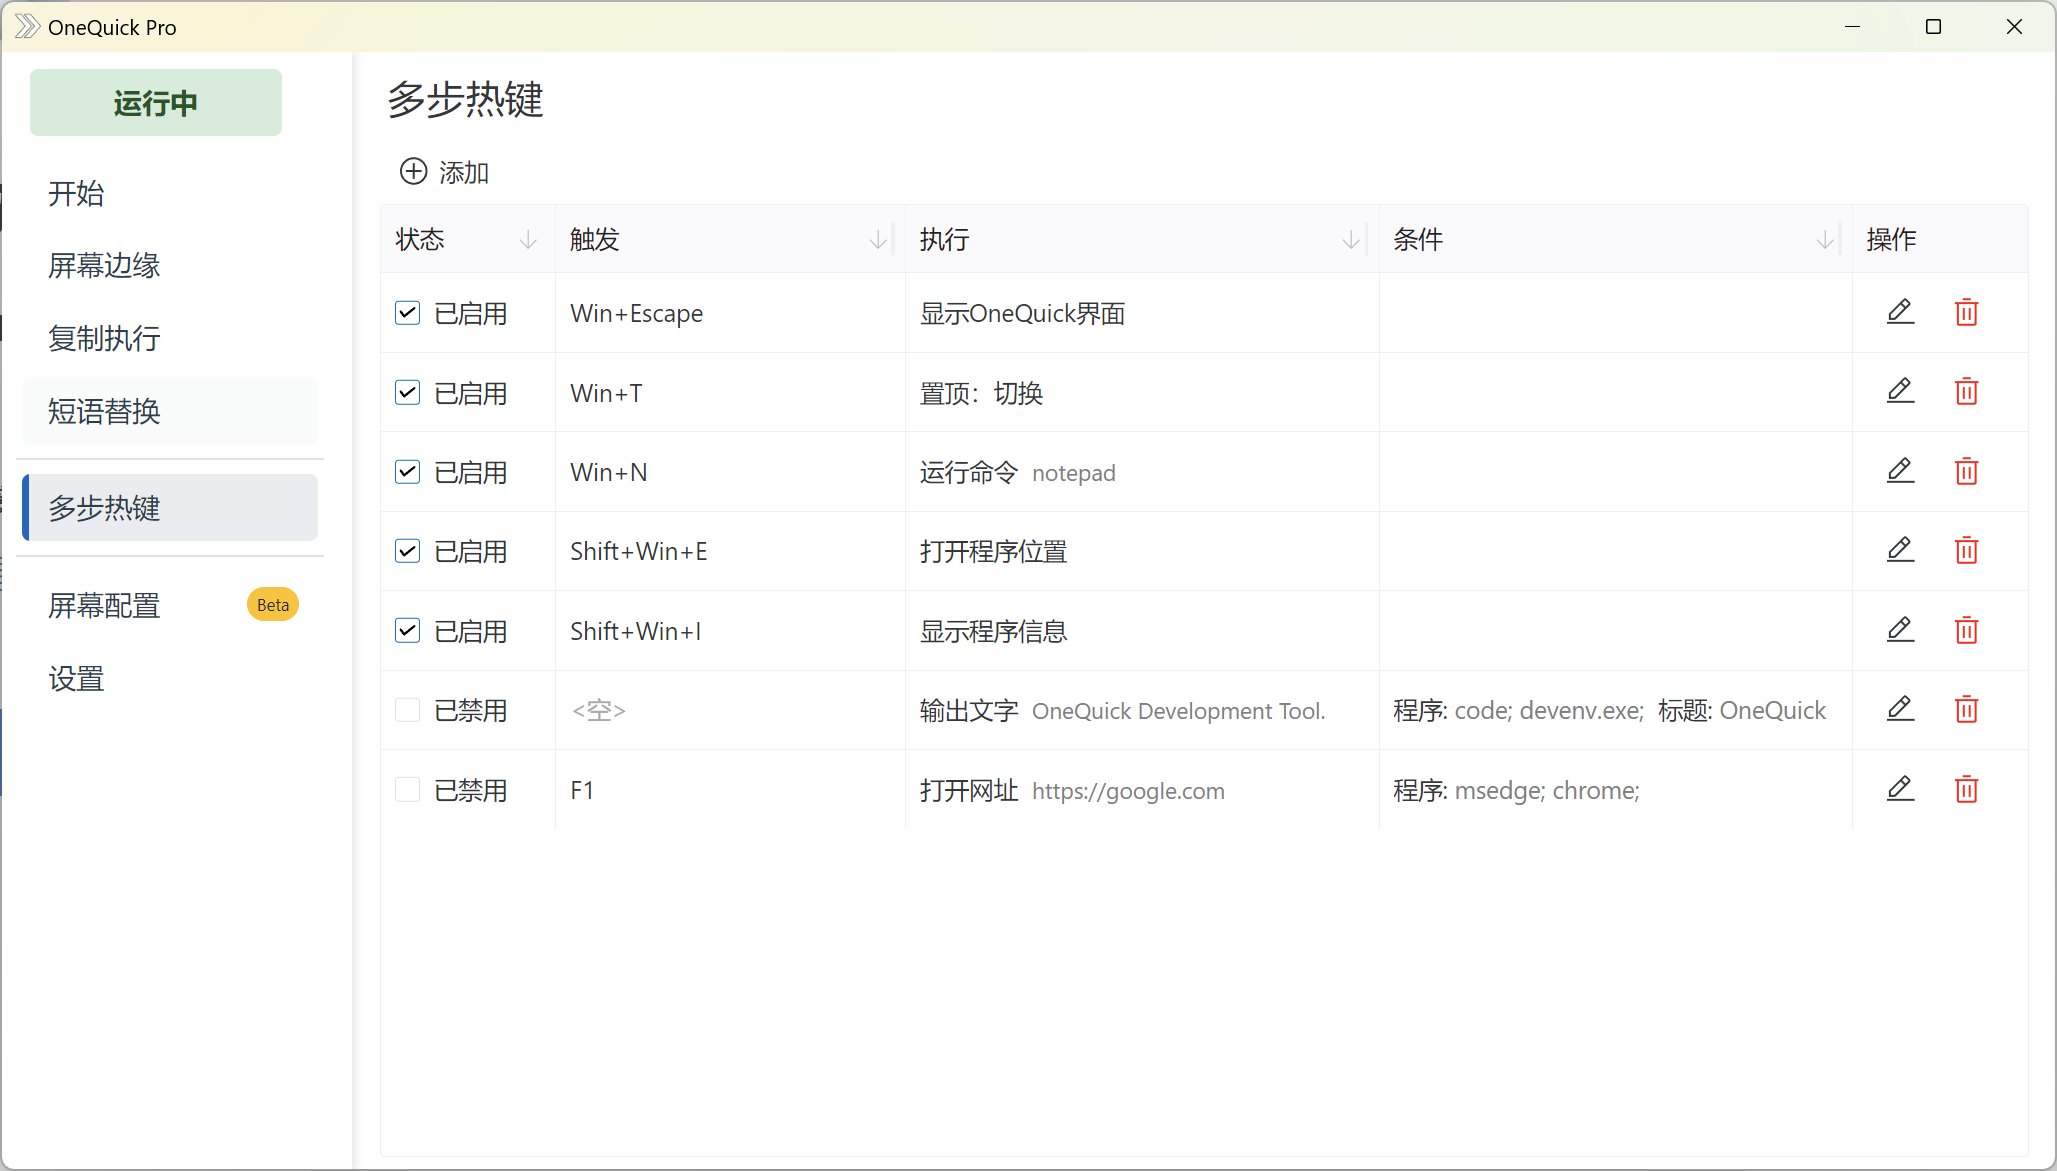 OneQuick Pro
运行中
开始
屏幕边缘
复制执行
短语替换
多步热键
屏幕配置 Beta
设置
多步热键
添加
状态 触发 执行 条件 操作
已启用 Win+Escape 显示OneQuick界面
已启用 Win+T 置顶：切换
已启用 Win+N 运行命令 notepad
已启用 Shift+Win+E 打开程序位置
已启用 Shift+Win+I 显示程序信息
已禁用 <空> 输出文字 OneQuick Development Tool. 程序: code; devenv.exe; 标题: OneQuick
已禁用 F1 打开网址 https://google.com 程序: msedge; chrome;